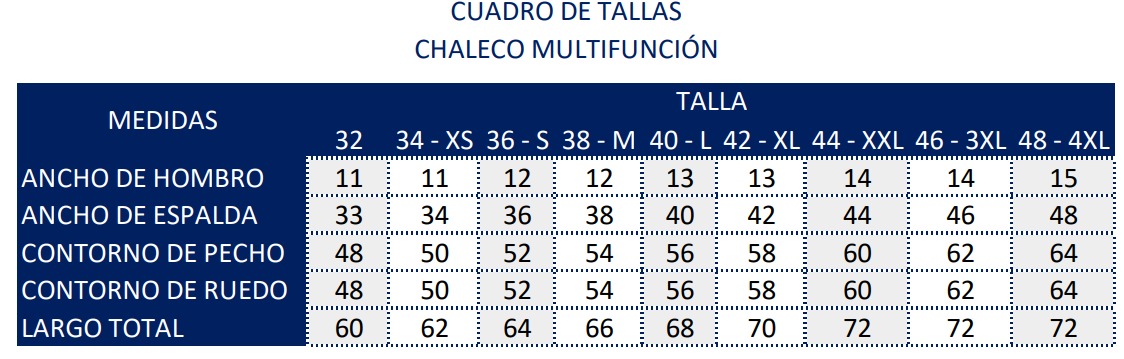 CUADRO DE TALLAS
CHALECO MULTIFUNCIÓN
MEDIDAS TALLA
32 34 - XS 36 - S 38 - M 40 - L 42 - XL 44 - XXL 46 - 3XL 48 - 4XL
ANCHO DE HOMBRO 11 11 12 12 13 13 14 14 15
ANCHO DE ESPALDA 33 34 36 38 40 42 44 46 48
CONTORNO DE PECHO 48 50 52 54 56 58 60 62 64
CONTORNO DE RUEDO 48 50 52 54 56 58 60 62 64
LARGO TOTAL 60 62 64 66 68 70 72 72 72